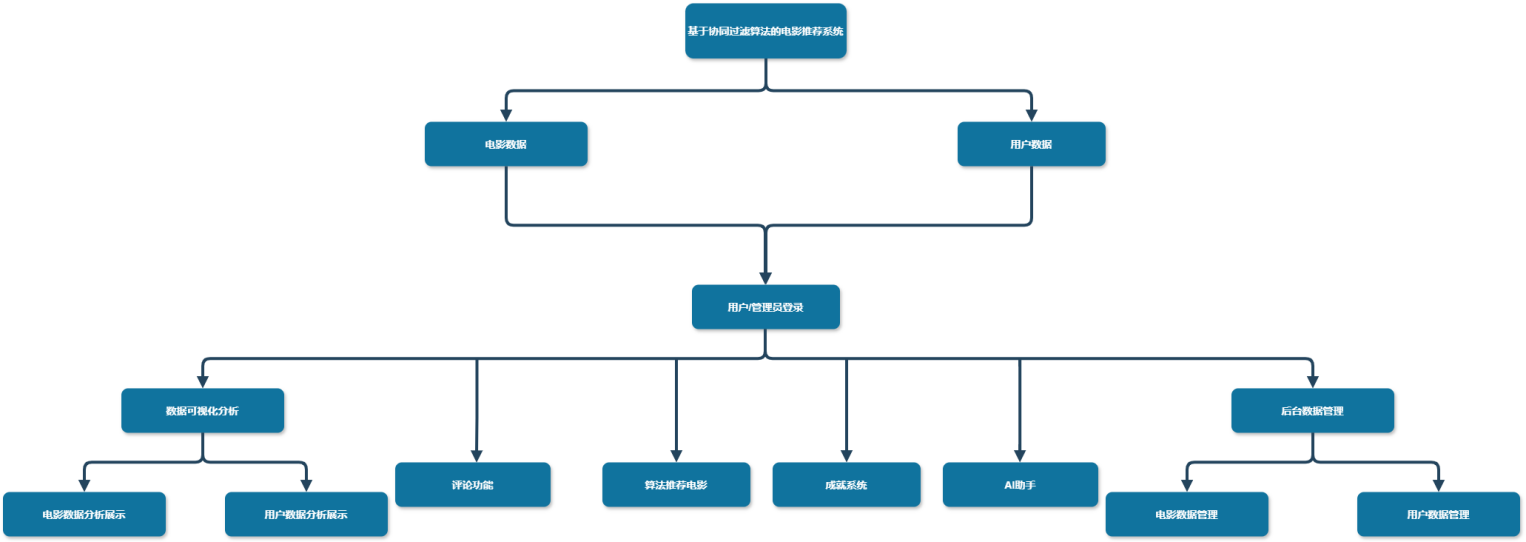 基于协同过滤算法的电影推荐系统
电影数据
用户数据
用户/管理员登录
数据可视化分析
后台数据管理
评论功能
算法推荐电影
成就系统
AI助手
电影数据分析展示
用户数据分析展示
电影数据管理
用户数据管理